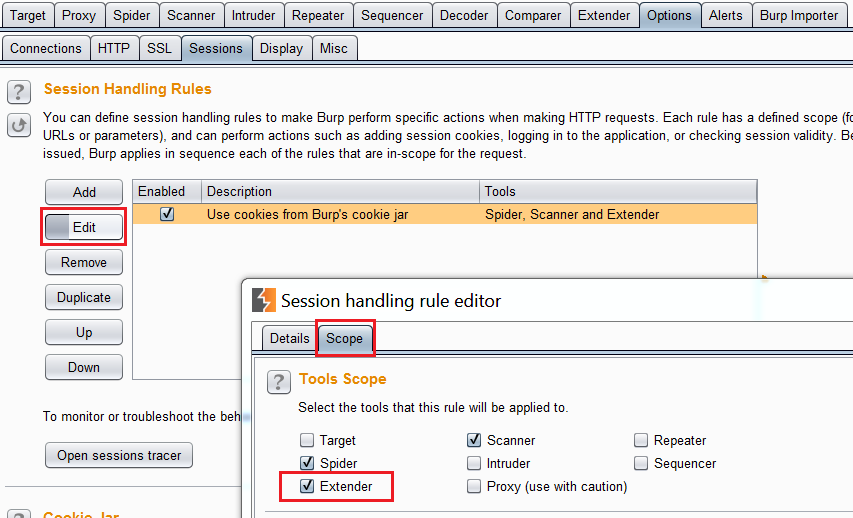 Target Proxy Spider Scanner Intruder Repeater Sequencer Decoder Comparer Extender Options Alerts Burp Importer
Connections HTTP SSL Sessions Display Misc
? Session Handling Rules
You can define session handling rules to make Burp perform specific actions when making HTTP requests. Each rule has a defined scope (fo
URLs or parameters), and can perform actions such as adding session cookies, logging in to the application, or checking session validity. Be
issued, Burp applies in sequence each of the rules that are in-scope for the request.
Add
Enabled Description Tools
Use cookies from Burp's cookie jar Spider, Scanner and Extender
Edit
Remove
Duplicate
Up
Down
To monitor or troubleshoot the beh
Open sessions tracer
? Cookie Jar
Session handling rule editor
Details Scope
? Tools Scope
Select the tools that this rule will be applied to.
Target Scanner Repeater
Spider Intruder Sequencer
Extender Proxy (use with caution)